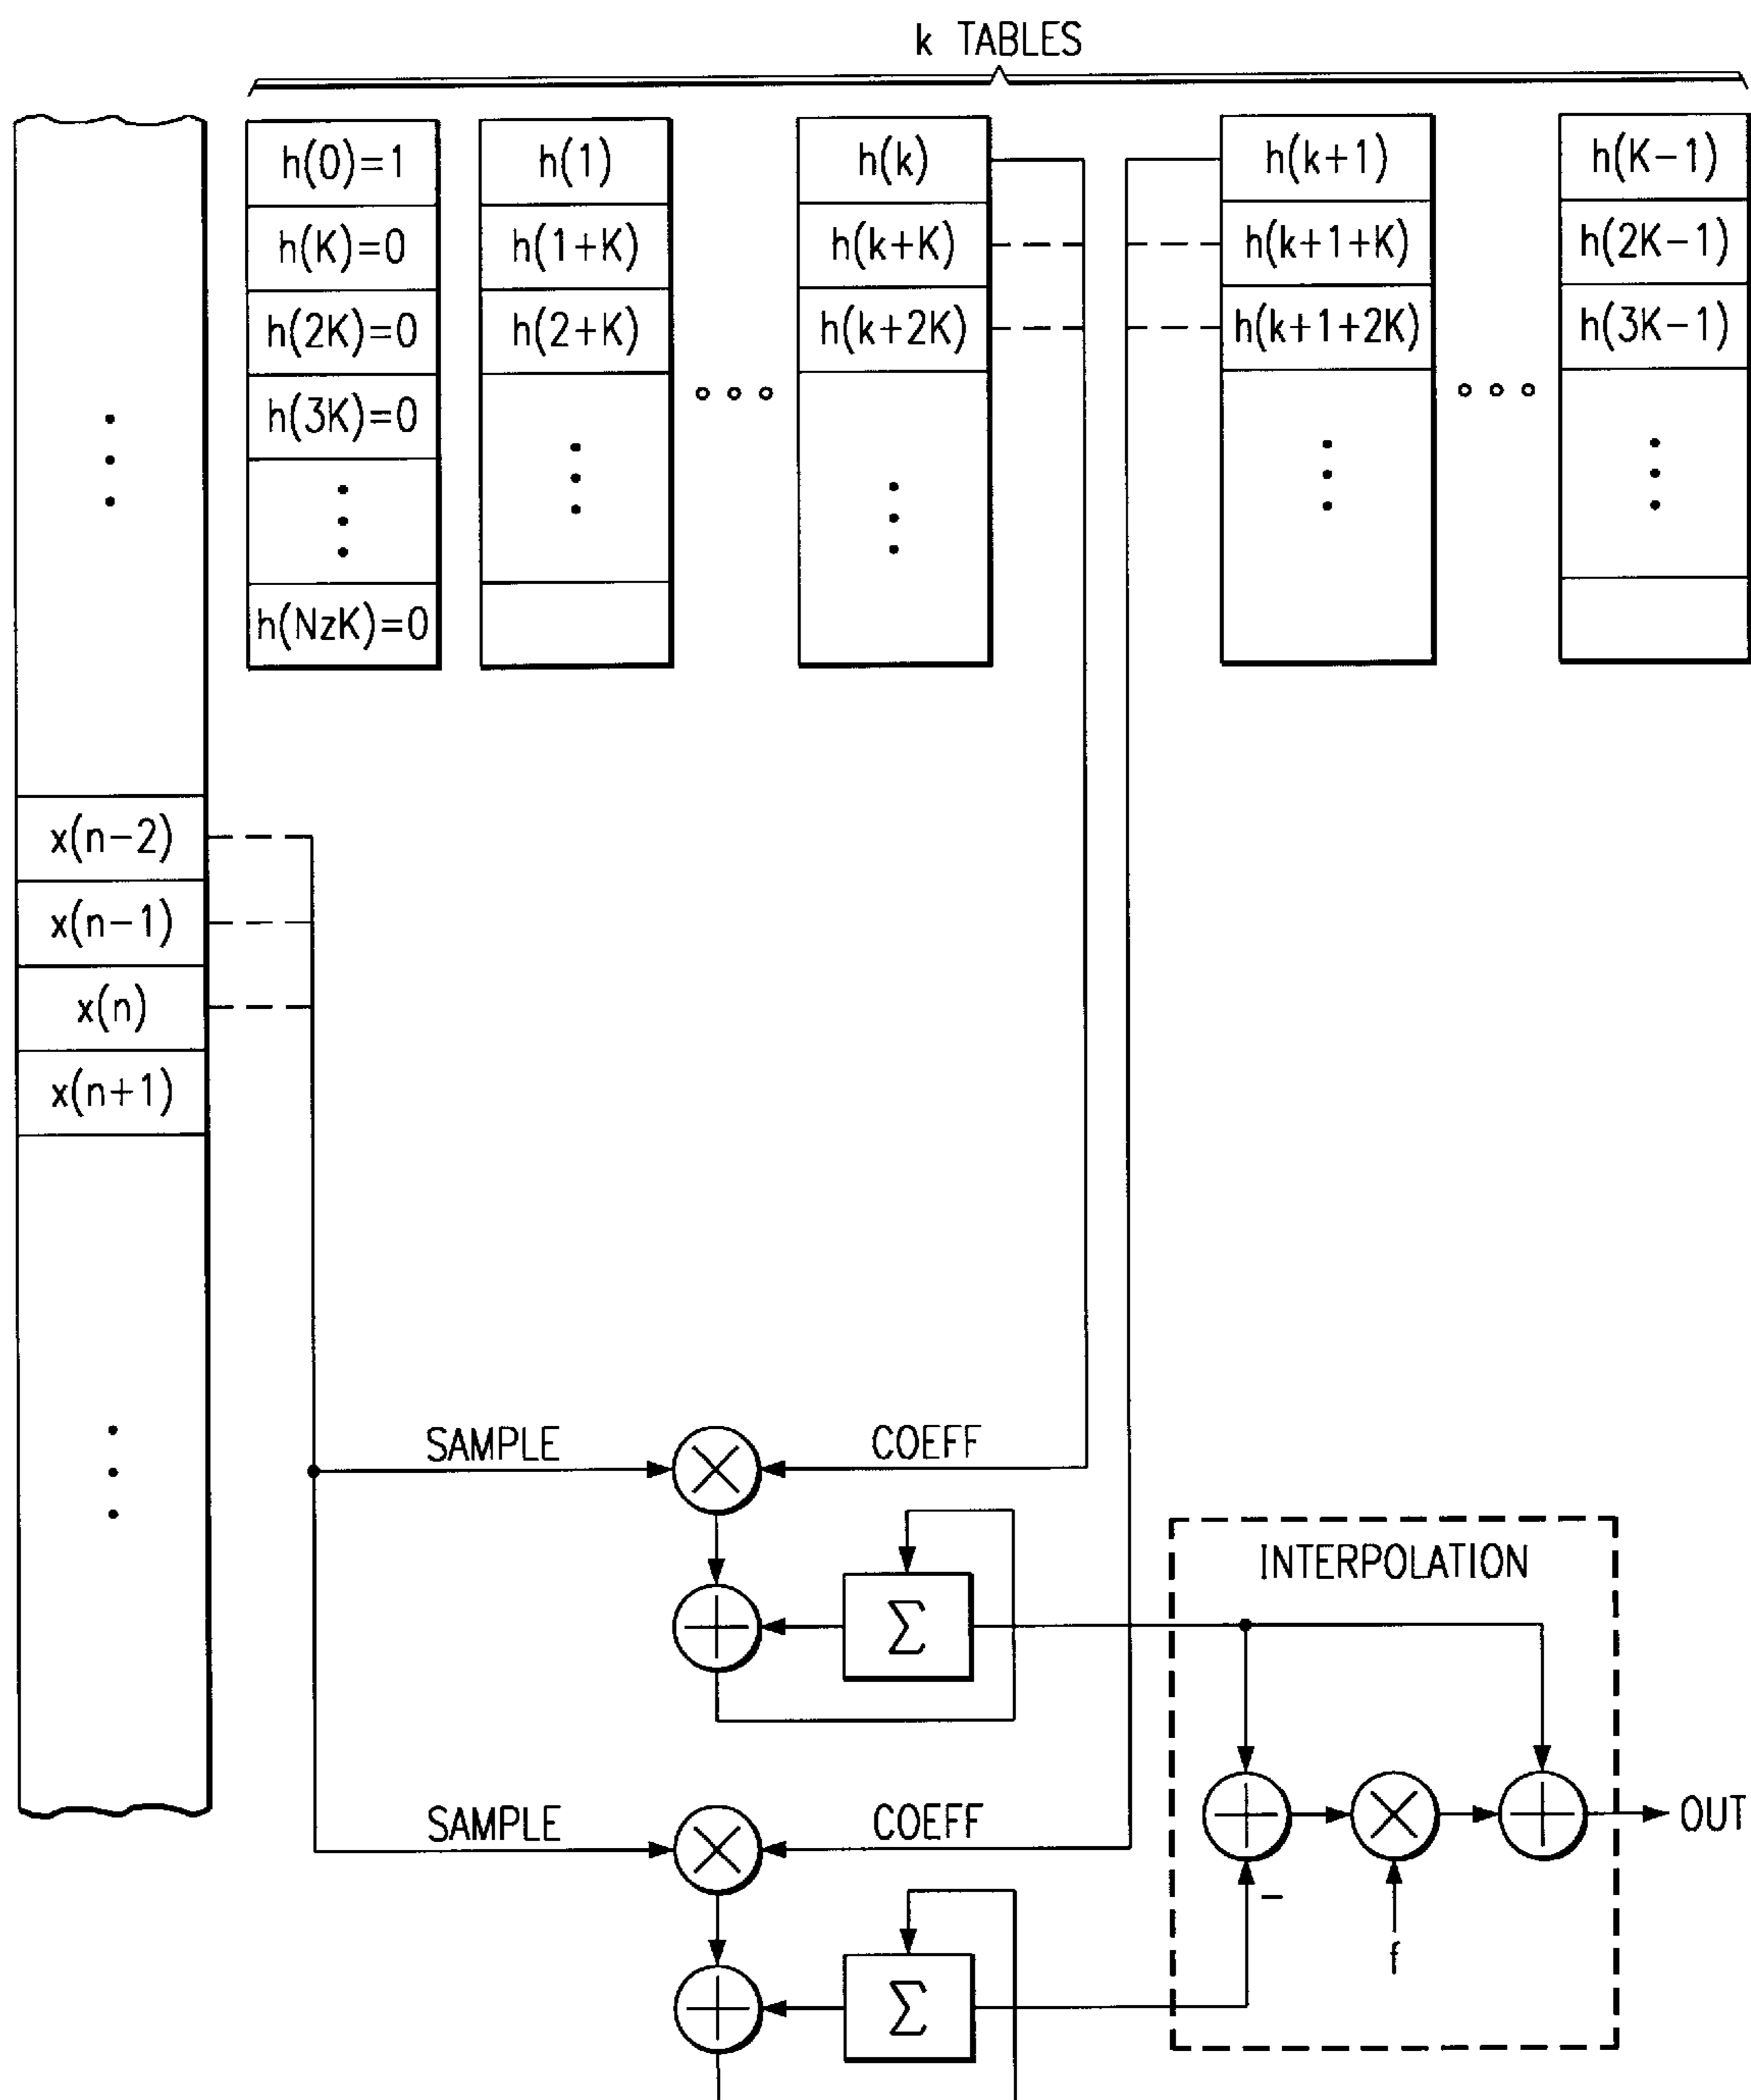 k TABLES
h(0)=1
h(K)=0
h(2K)=0
h(3K)=0
h(NzK)=0
h(1)
h(1+K)
h(2+K)
h(k)
h(k+K)
h(k+2K)
h(k+1)
h(k+1+K)
h(k+1+2K)
h(K-1)
h(2K-1)
h(3K-1)
x(n-2)
x(n-1)
x(n)
x(n+1)
SAMPLE
COEFF
Σ
INTERPOLATION
SAMPLE
COEFF
Σ
−
f
OUT